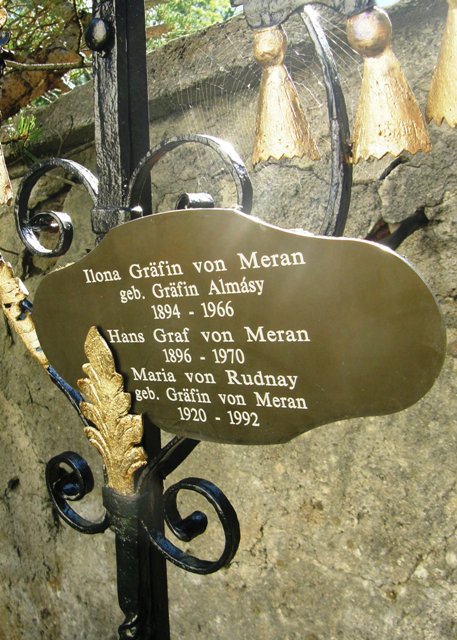 Ilona Gräfin von Meran
geb. Gräfin Almásy
1894 - 1966
Hans Graf von Meran
1896 - 1970
Maria von Rudnay
geb. Gräfin von Meran
1920 - 1992